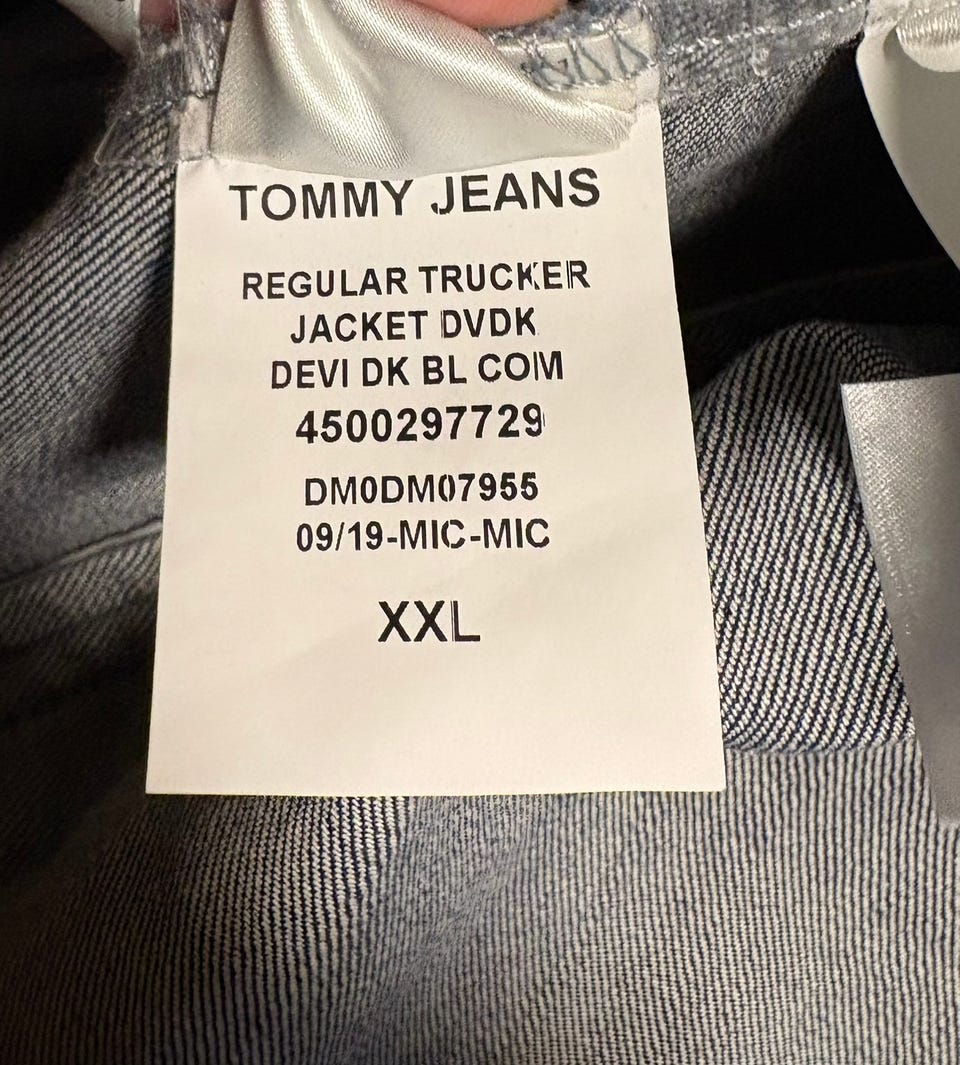 TOMMY JEANS
REGULAR TRUCKER
JACKET DVDK
DEVI DK BL COM
4500297729
DM0DM07955
09/19-MIC-MIC
XXL